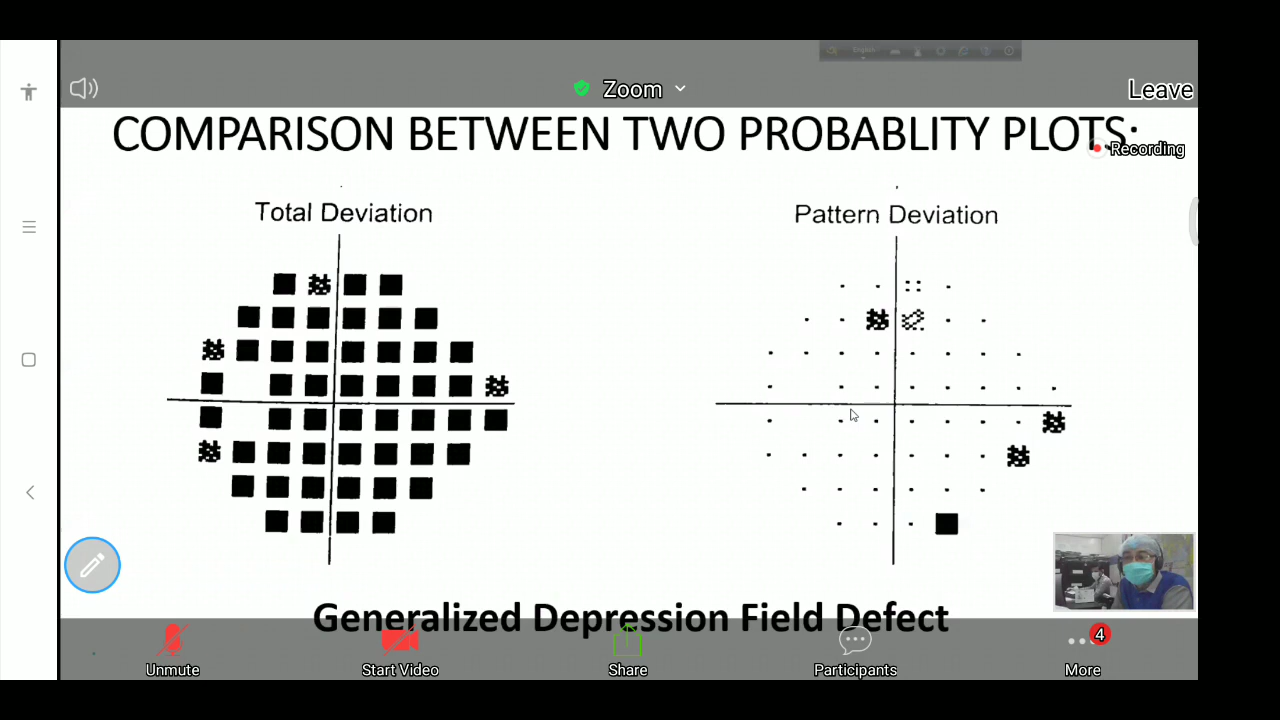 English
Zoom
Leave
COMPARISON BETWEEN TWO PROBABLITY PLOTS:
Recording
Total Deviation
Pattern Deviation
Generalized Depression Field Defect
4
Unmute
Start Video
Share
Participants
More